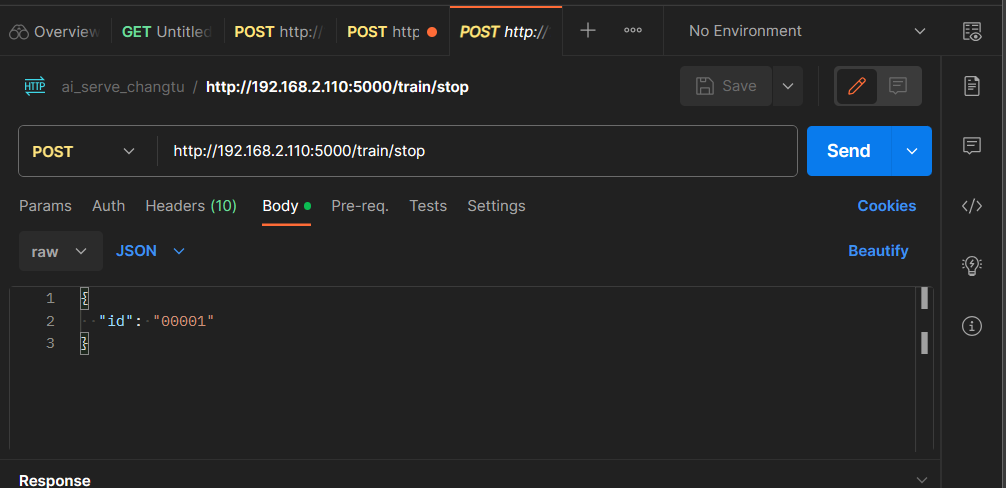 Overview GET Untitled POST http:// POST http POST http:// No Environment
HTTP ai_serve_changtu / http://192.168.2.110:5000/train/stop Save
POST http://192.168.2.110:5000/train/stop Send
Params Auth Headers (10) Body Pre-req. Tests Settings Cookies
raw JSON Beautify
1 {
2 "id": "00001"
3 }
Response